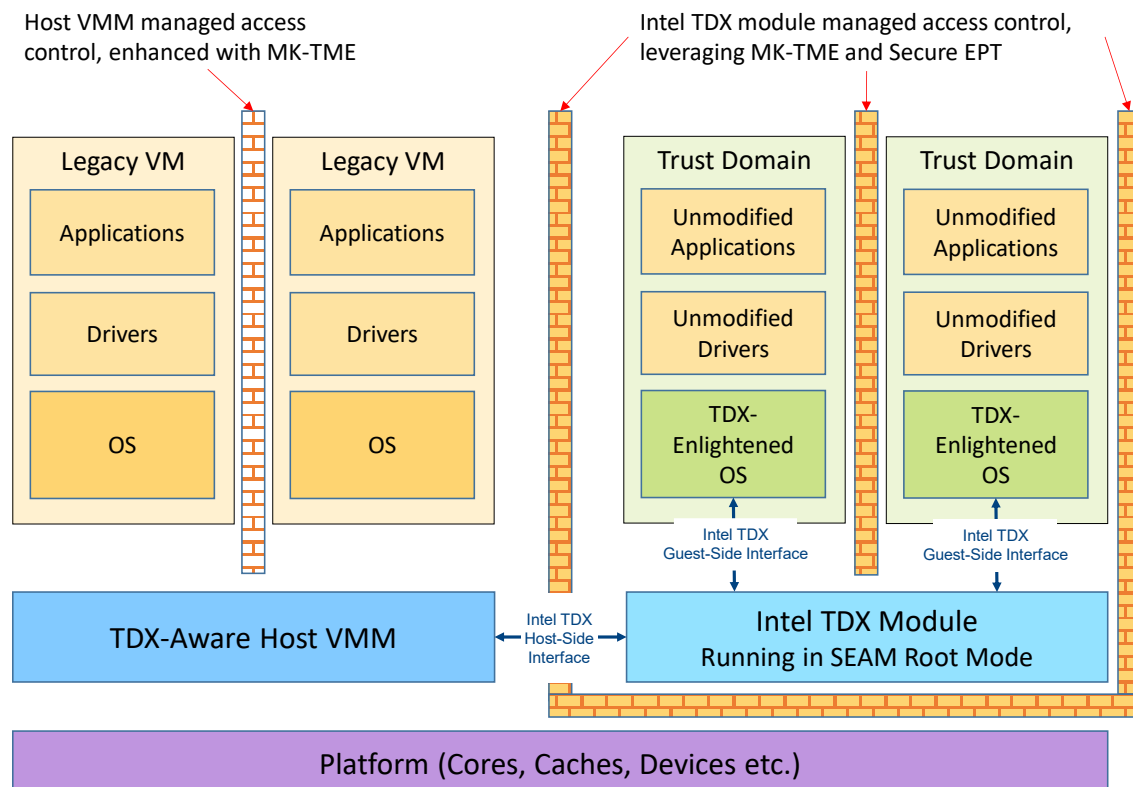 Host VMM managed access
control, enhanced with MK-TME
Intel TDX module managed access control,
leveraging MK-TME and Secure EPT
Legacy VM
Applications
Drivers
OS
Legacy VM
Applications
Drivers
OS
Trust Domain
Unmodified
Applications
Unmodified
Drivers
TDX-
Enlightened
OS
Trust Domain
Unmodified
Applications
Unmodified
Drivers
TDX-
Enlightened
OS
Intel TDX
Guest-Side Interface
Intel TDX
Guest-Side Interface
TDX-Aware Host VMM
Intel TDX
Host-Side
Interface
Intel TDX Module
Running in SEAM Root Mode
Platform (Cores, Caches, Devices etc.)